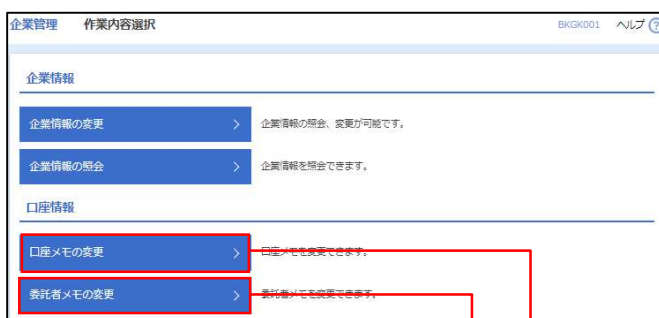 企業管理 作業内容選択 BKGK001 ヘルプ ?
企業情報
企業情報の変更 > 企業情報の照会、変更が可能です。
企業情報の照会 > 企業情報を照会できます。
口座情報
口座メモの変更 > 口座メモを変更できます。
委託者メモの変更 > 委託者メモを変更できます。